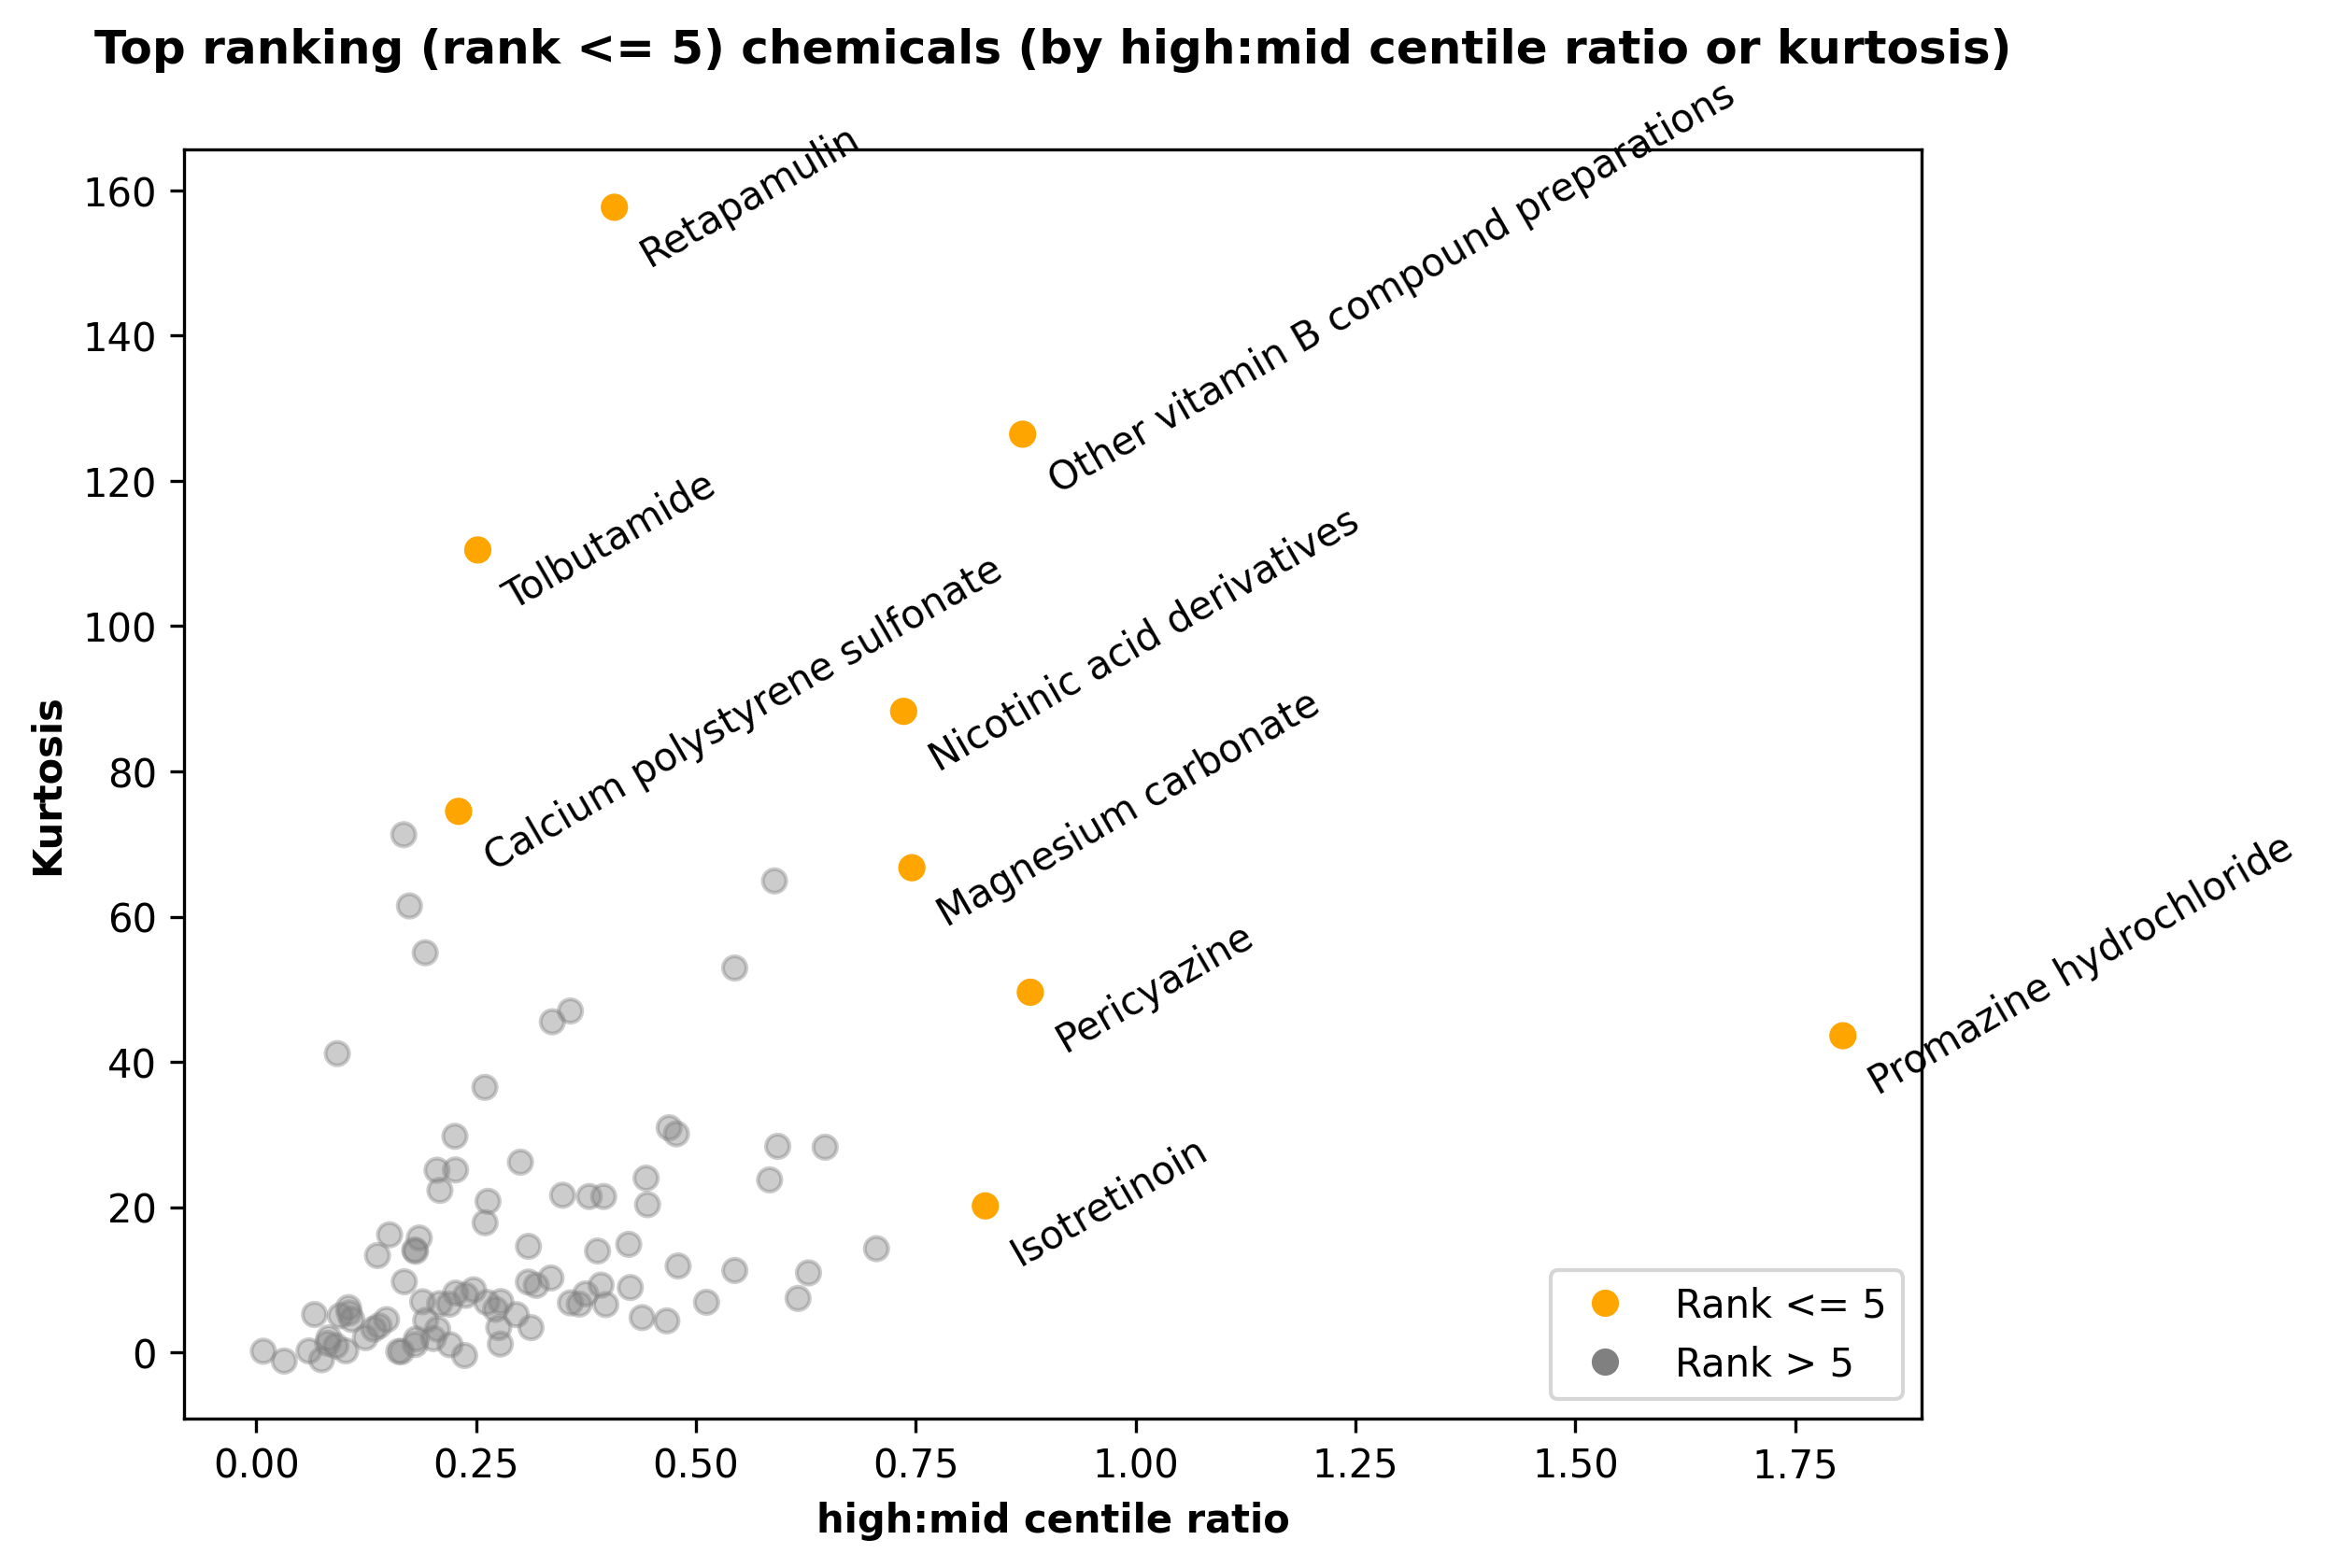 Top ranking (rank <= 5) chemicals (by high:mid centile ratio or kurtosis)
Retapamulin
Other vitamin B compound preparations
Tolbutamide
Nicotinic acid derivatives
Calcium polystyrene sulfonate
Magnesium carbonate
Pericyazine
Promazine hydrochloride
Isotretinoin
Kurtosis
160
140
120
100
80
60
40
20
0
Rank <= 5
Rank > 5
0.00 0.25 0.50 0.75 1.00 1.25 1.50 1.75
high:mid centile ratio